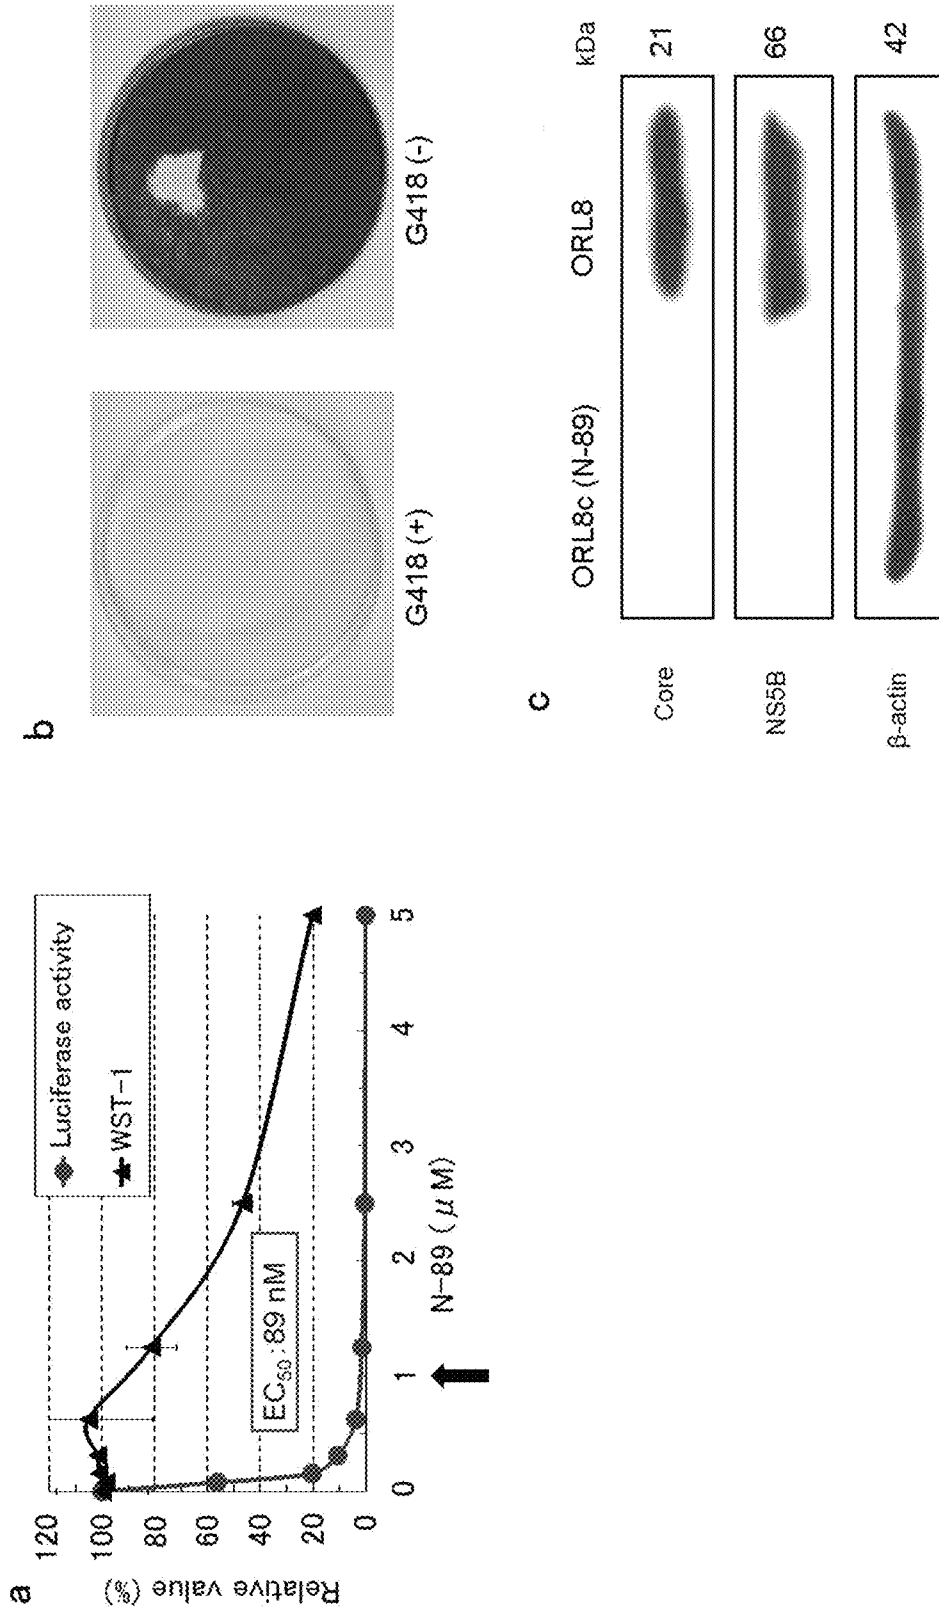 a
Relative value (%)
120
100
80
60
40
20
0
Luciferase activity
WST-1
EC50:89 nM
0 1 2 3 4 5
N-89 (μM)
b
G418 (+) G418 (-)
c
ORL8c (N-89) ORL8 kDa
Core 21
NS5B 66
β-actin 42